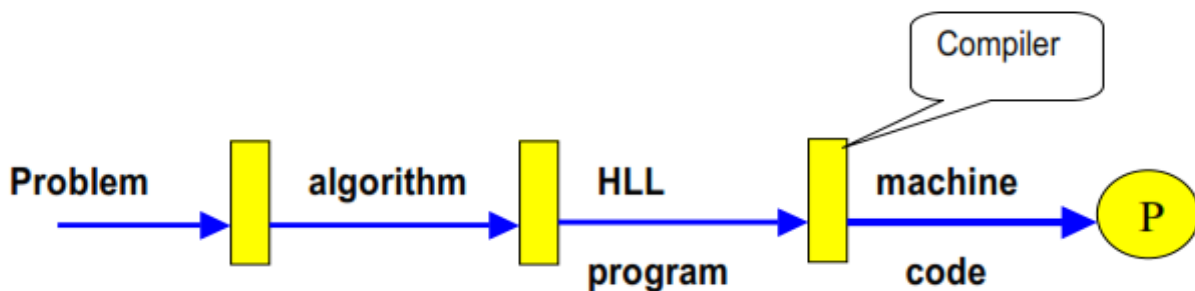 Compiler
Problem
algorithm
HLL
machine
P
program
code